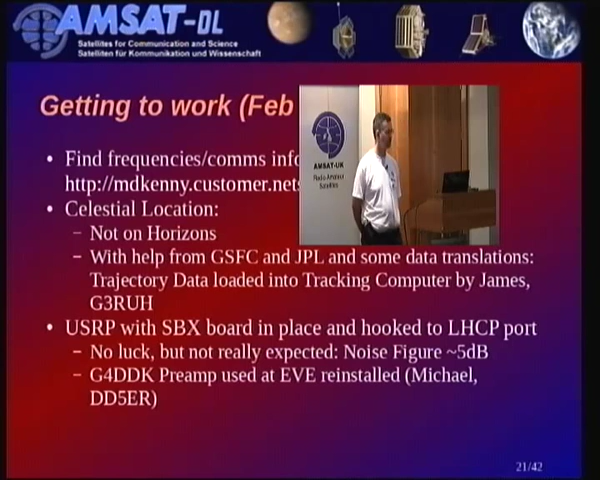 AMSAT-DL
Satellites for Communication and Science
Satelliten für Kommunikation und Wissenschaft
Getting to work (Feb
AMSAT-UK
Radio Amateur
Satellites
• Find frequencies/comms info
http://mdkenny.customer.net
• Celestial Location:
– Not on Horizons
– With help from GSFC and JPL and some data translations:
Trajectory Data loaded into Tracking Computer by James,
G3RUH
• USRP with SBX board in place and hooked to LHCP port
– No luck, but not really expected: Noise Figure ~5dB
– G4DDK Preamp used at EVE reinstalled (Michael,
DD5ER)
21/42